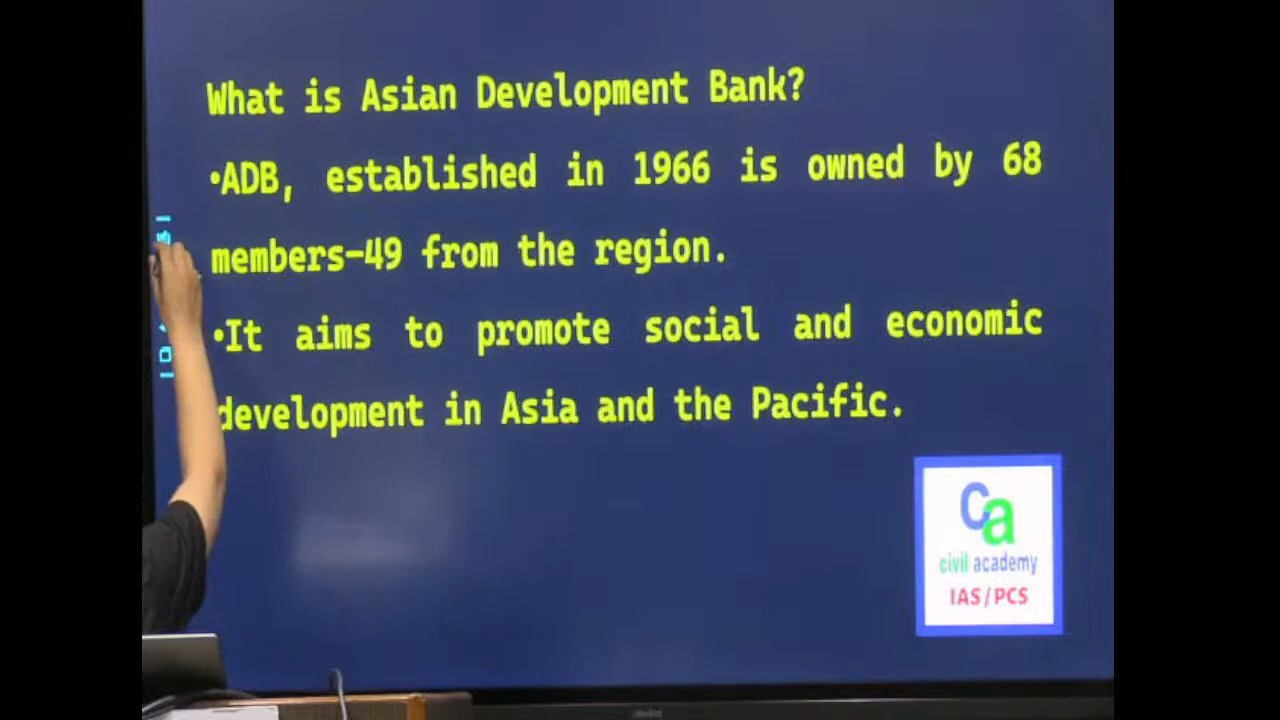 What is Asian Development Bank?
•ADB, established in 1966 is owned by 68
members-49 from the region.
•It aims to promote social and economic
development in Asia and the Pacific.
ca
civil academy
IAS/PCS